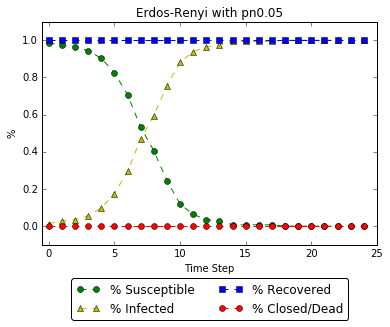 Erdos-Renyi with pn0.05
1.0
0.8
0.6
0.4
0.2
0.0
%
0 5 10 15 20 25
Time Step
% Susceptible % Recovered
% Infected % Closed/Dead